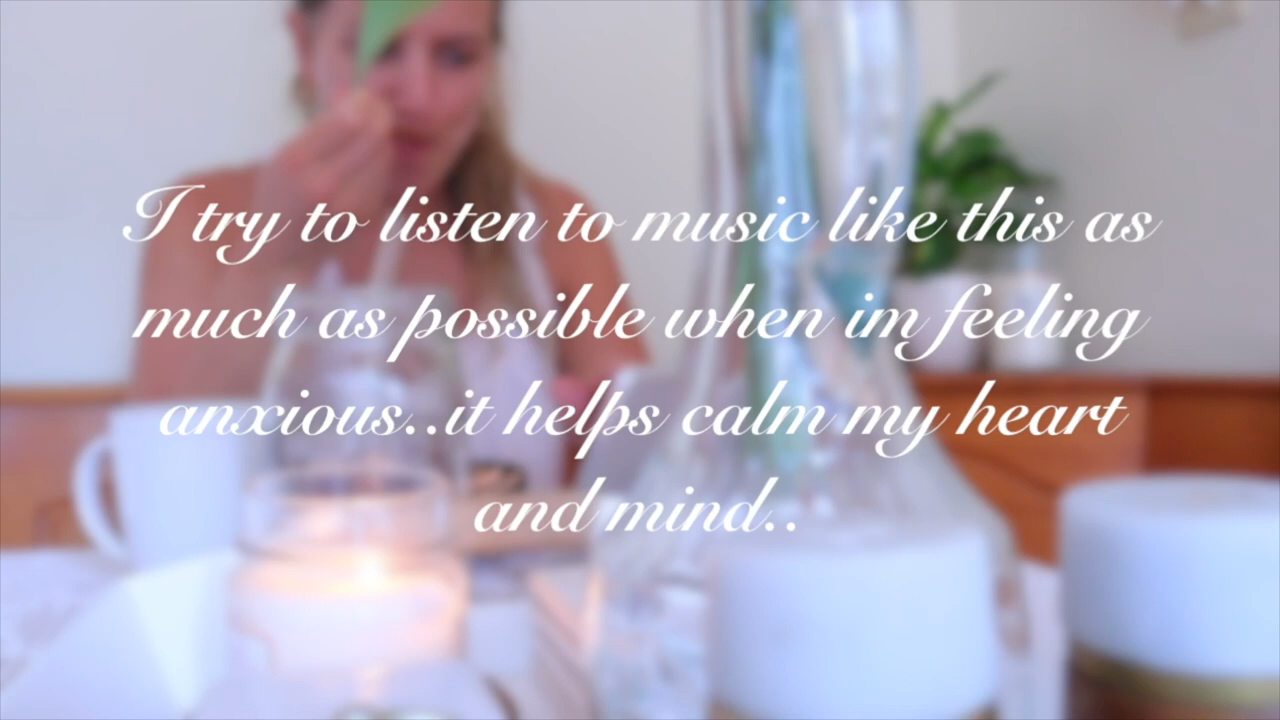 I try to listen to music like this as
much as possible when im feeling
anxious..it helps calm my heart
and mind..